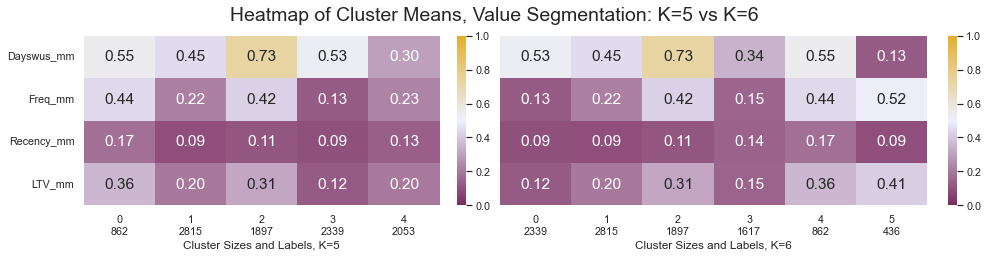 Heatmap of Cluster Means, Value Segmentation: K=5 vs K=6
Dayswus_mm 0.55 0.45 0.73 0.53 0.30
Freq_mm 0.44 0.22 0.42 0.13 0.23
Recency_mm 0.17 0.09 0.11 0.09 0.13
LTV_mm 0.36 0.20 0.31 0.12 0.20
0 1 2 3 4
862 2815 1897 2339 2053
Cluster Sizes and Labels, K=5
1.0
0.8
0.6
0.4
0.2
0.0
0.53 0.45 0.73 0.34 0.55 0.13
0.13 0.22 0.42 0.15 0.44 0.52
0.09 0.09 0.11 0.14 0.17 0.09
0.12 0.20 0.31 0.15 0.36 0.41
0 1 2 3 4 5
2339 2815 1897 1617 862 436
Cluster Sizes and Labels, K=6
1.0
0.8
0.6
0.4
0.2
0.0